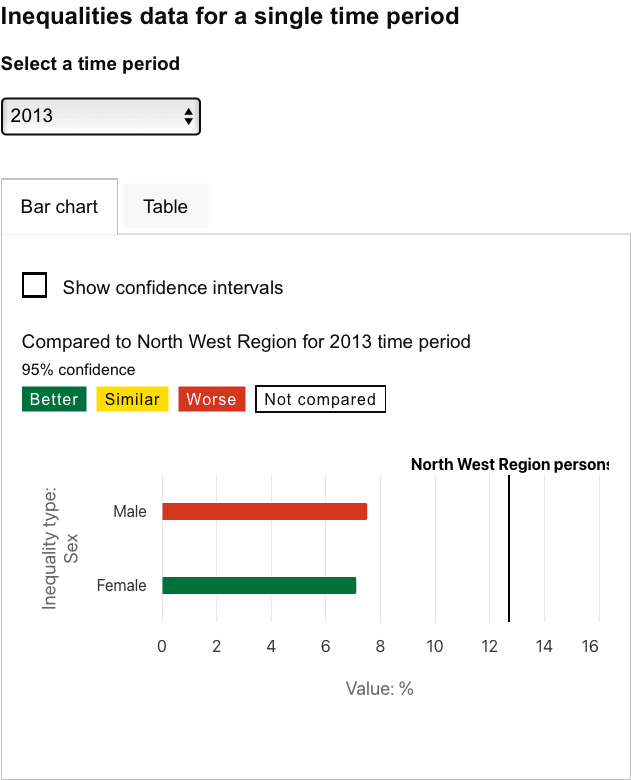 Inequalities data for a single time period
Select a time period
2013
Bar chart
Table
Show confidence intervals
Compared to North West Region for 2013 time period
95% confidence
Better
Similar
Worse
Not compared
North West Region persons
Inequality type:
Sex
Male
Female
0 2 4 6 8 10 12 14 16
Value: %